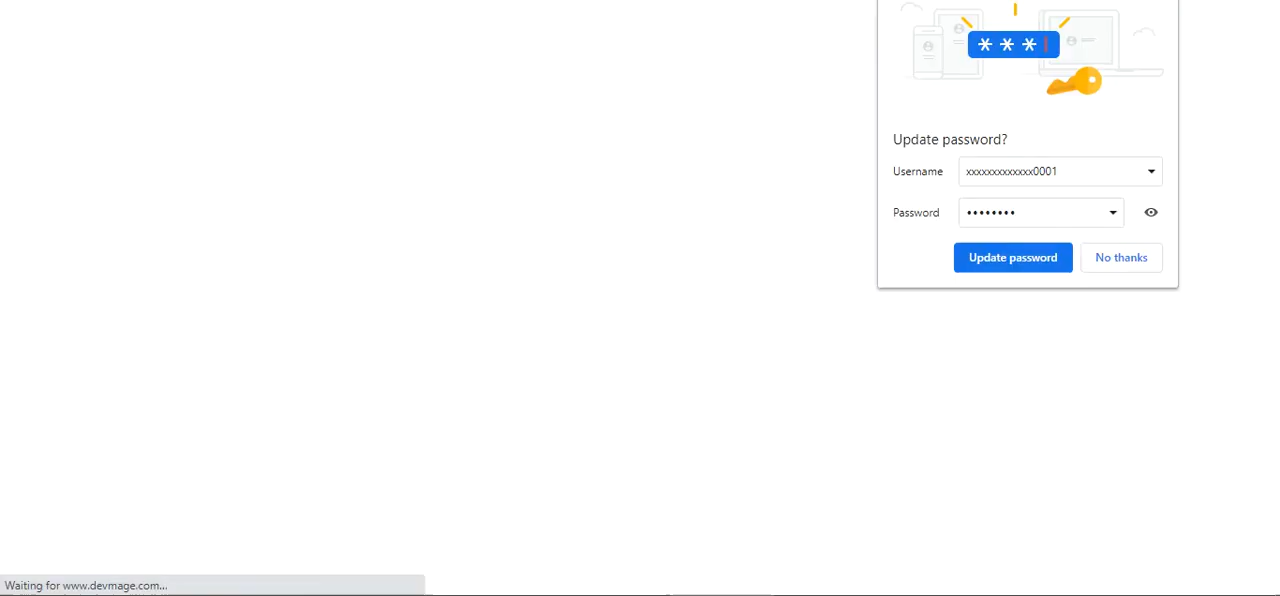 * * *
Update password?
Username xxxxxxxxxxxxx0001
Password ••••••••
Update password No thanks
Waiting for www.devmage.com...